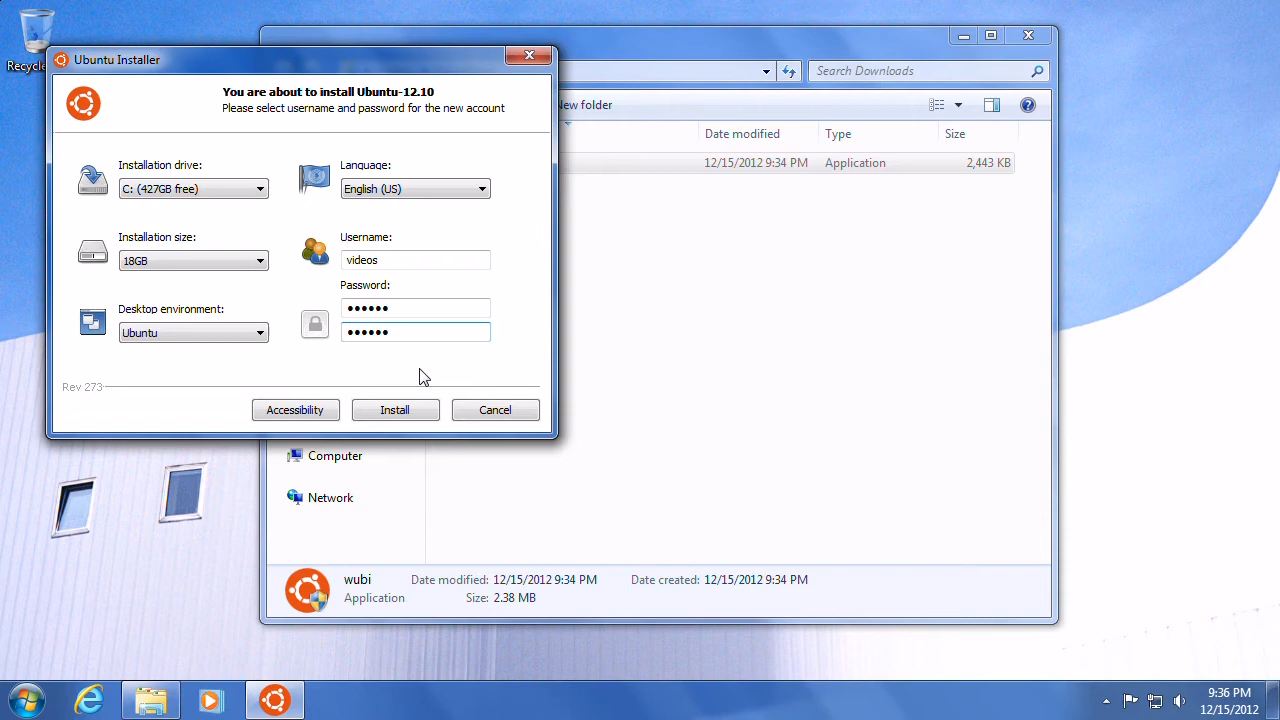 Recycle
Ubuntu Installer
You are about to install Ubuntu-12.10
Please select username and password for the new account
Installation drive:
C: (427GB free)
Language:
English (US)
Installation size:
18GB
Username:
videos
Password:
••••••
••••••
Desktop environment:
Ubuntu
Rev 273
Accessibility
Install
Cancel
Search Downloads
New folder
Date modified
Type
Size
12/15/2012 9:34 PM
Application
2,443 KB
Computer
Network
wubi
Date modified: 12/15/2012 9:34 PM
Date created: 12/15/2012 9:34 PM
Application
Size: 2.38 MB
9:36 PM
12/15/2012